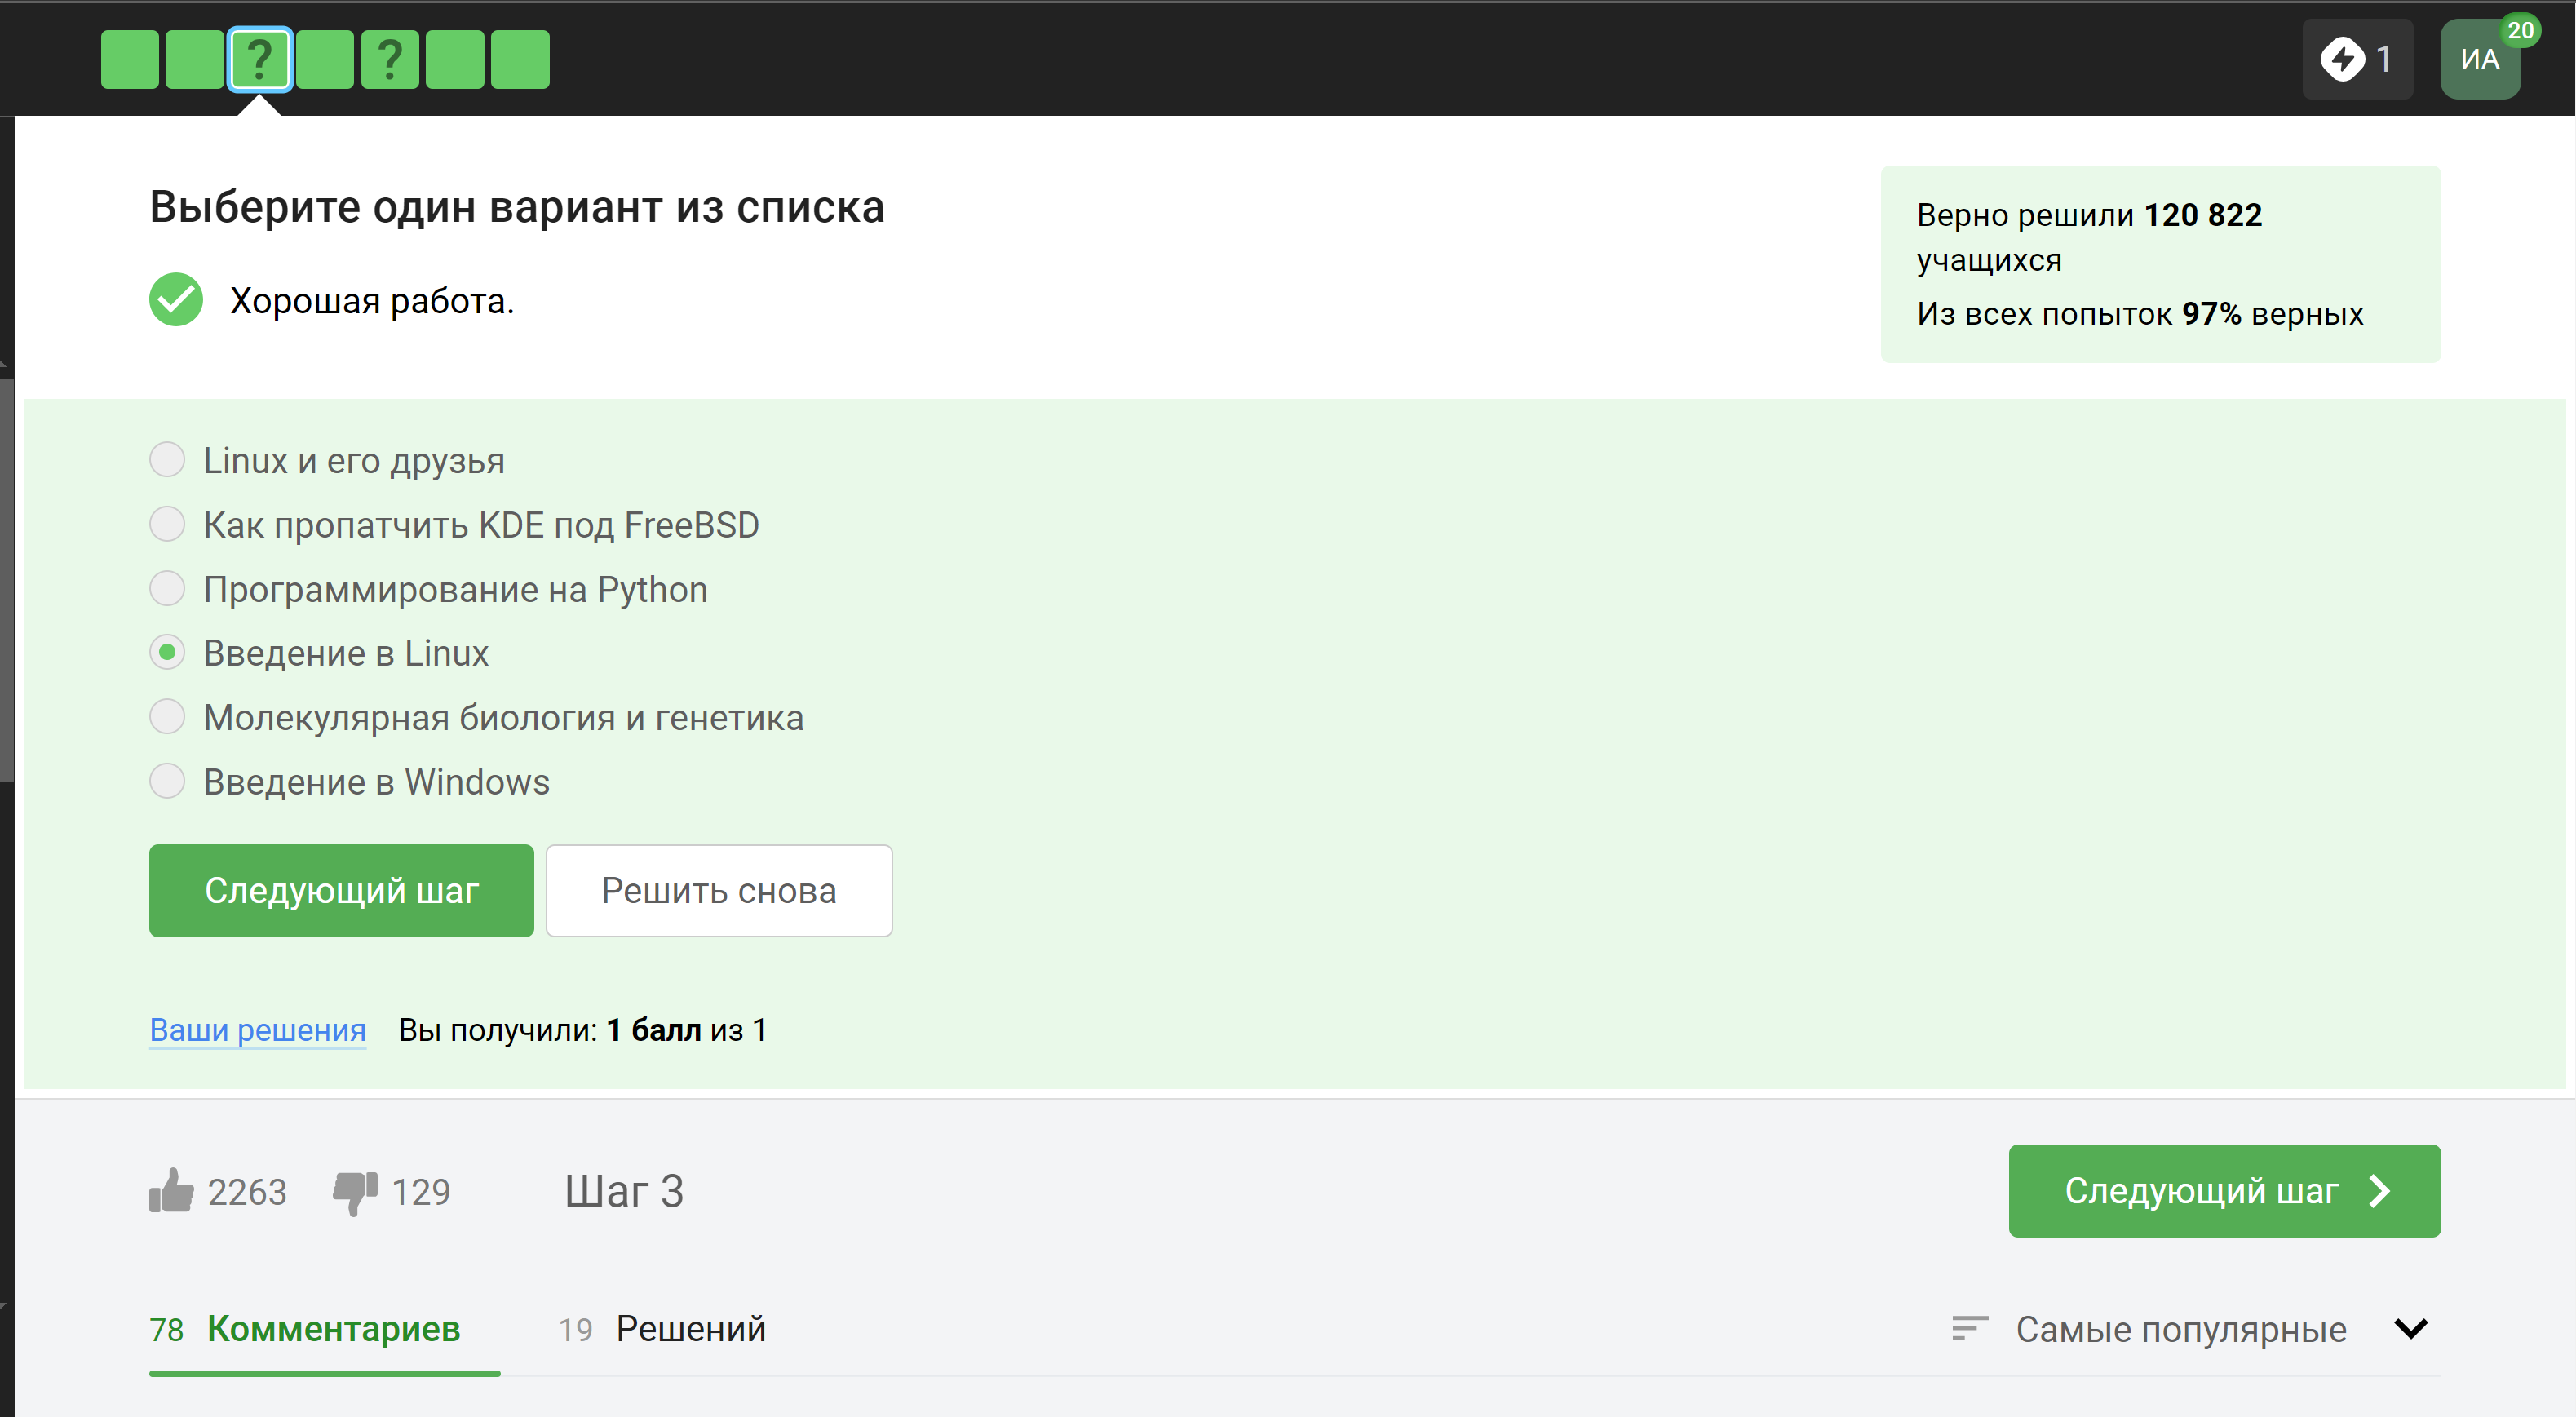 ? ?
1
ИА
20
Выберите один вариант из списка
Хорошая работа.
Верно решили 120 822
учащихся
Из всех попыток 97% верных
Linux и его друзья
Как пропатчить KDE под FreeBSD
Программирование на Python
Введение в Linux
Молекулярная биология и генетика
Введение в Windows
Следующий шаг
Решить снова
Ваши решения Вы получили: 1 балл из 1
2263 129 Шаг 3
Следующий шаг
78 Комментариев 19 Решений
Самые популярные